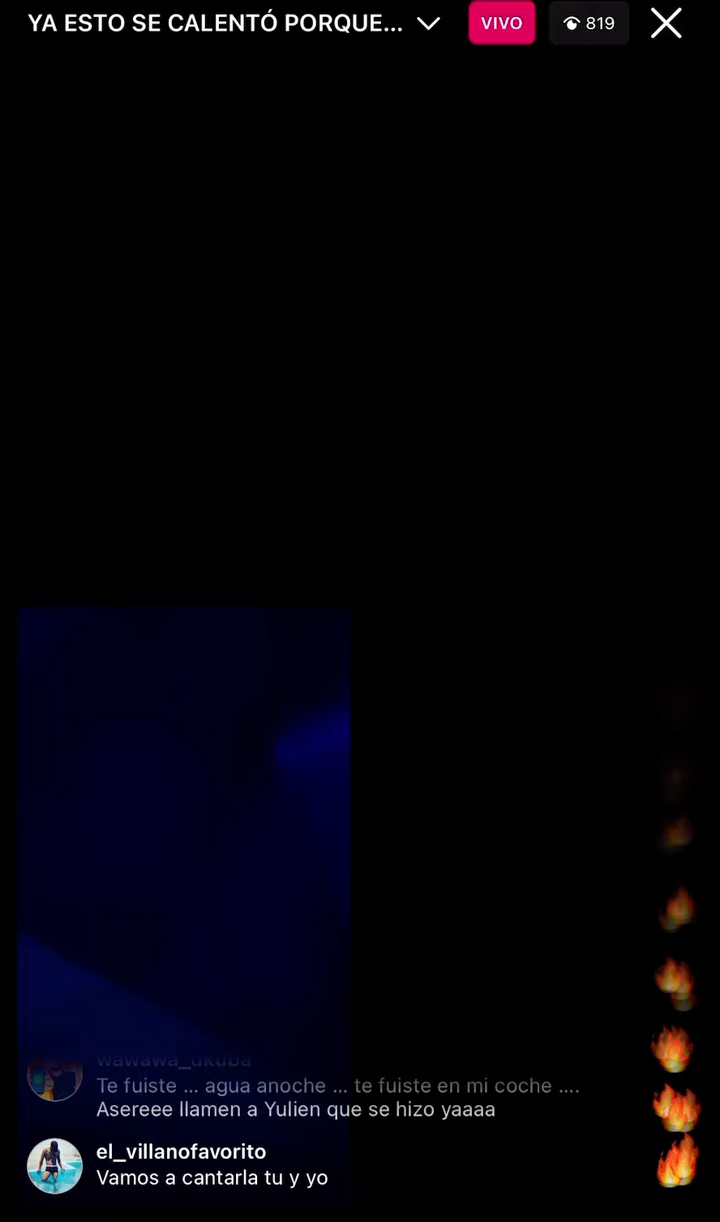 YA ESTO SE CALENTÓ PORQUE...
VIVO
819
wawawa_ukuba
Te fuiste ... agua anoche ... te fuiste en mi coche ....
Asereee llamen a Yulien que se hizo yaaaa
el_villanofavorito
Vamos a cantarla tu y yo